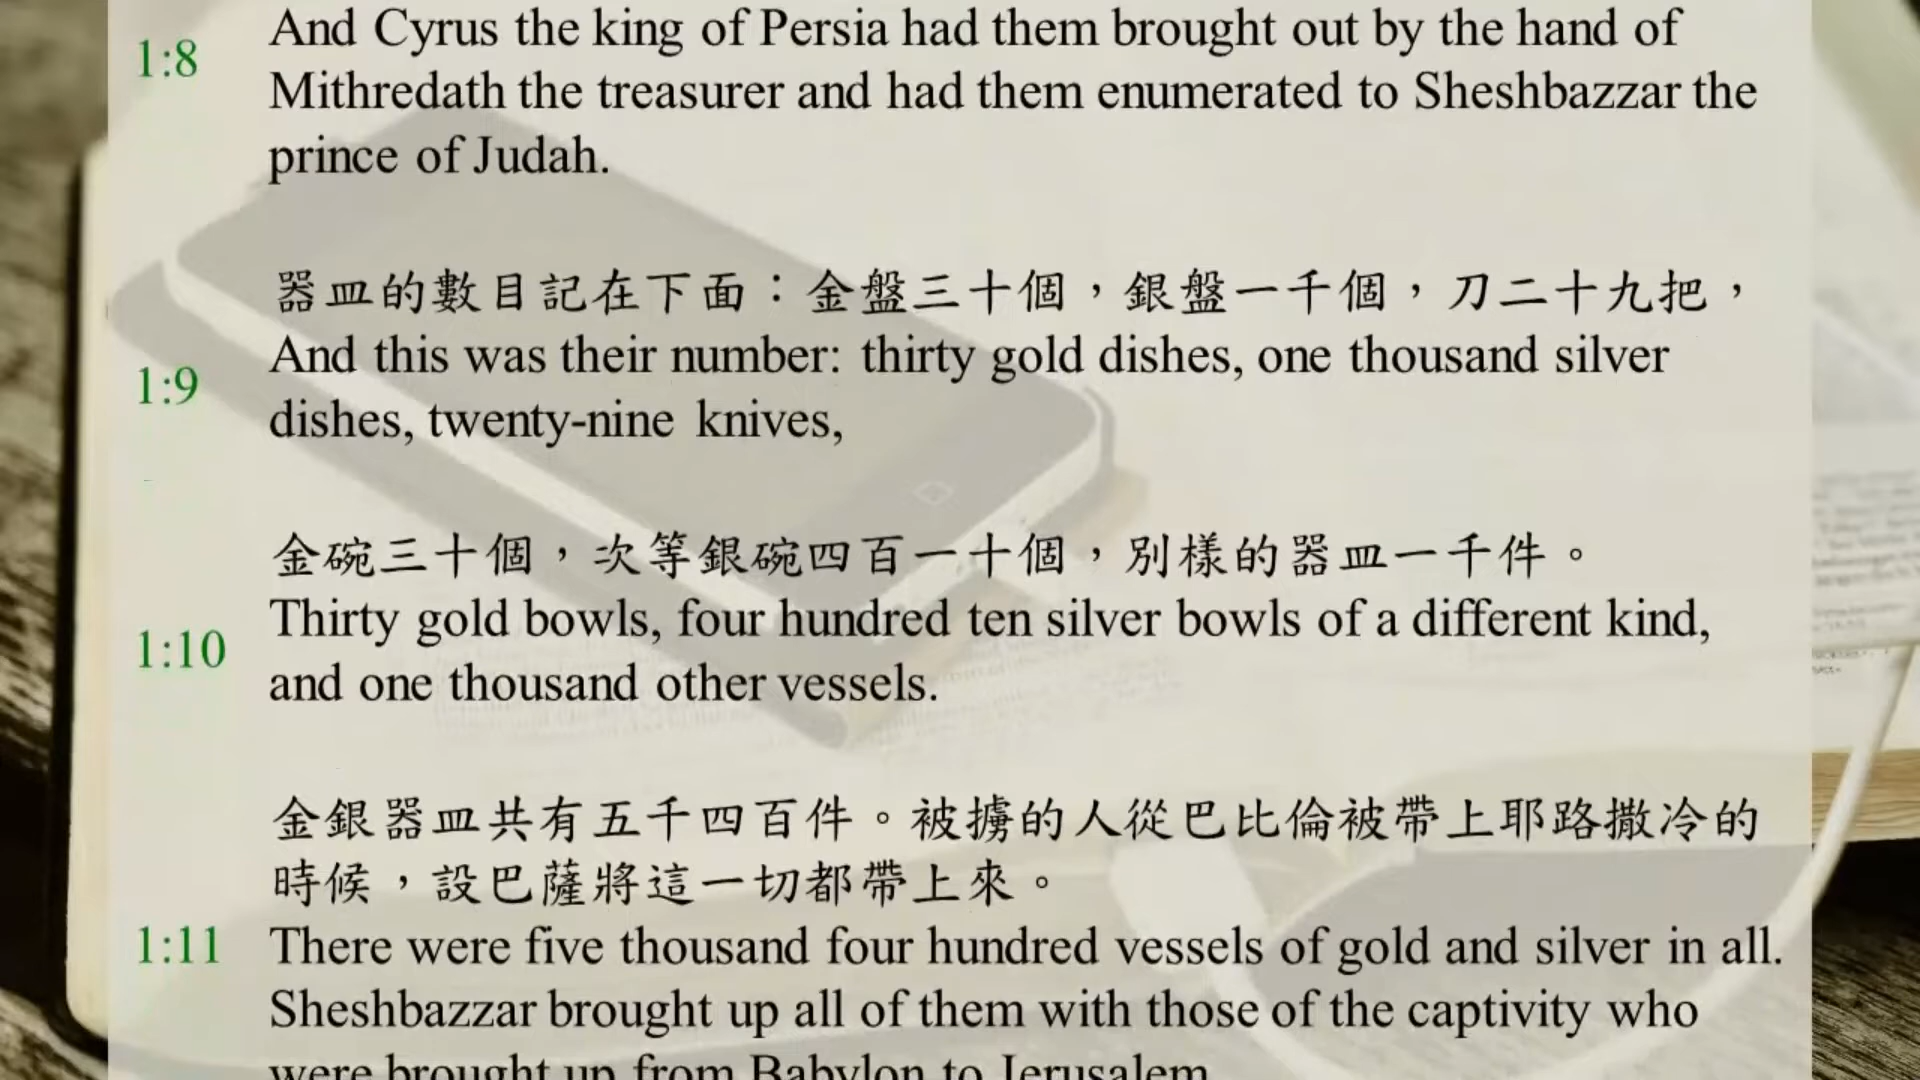 And Cyrus the king of Persia had them brought out by the hand of
1:8
Mithredath the treasurer and had them enumerated to Sheshbazzar the
prince of Judah.
器皿的數目記在下面：金盤三十個，銀盤一千個，刀二十九把，
And this was their number: thirty gold dishes, one thousand silver
1:9
dishes, twenty-nine knives,
金碗三十個，次等銀碗四百一十個，別樣的器皿一千件。
Thirty gold bowls, four hundred ten silver bowls of a different kind,
1:10
and one thousand other vessels.
金銀器皿共有五千四百件。被擄的人從巴比倫被帶上耶路撒冷的
時候，設巴薩將這一切都帶上來。
1:11 There were five thousand four hundred vessels of gold and silver in all.
Sheshbazzar brought up all of them with those of the captivity who
were brought up from Babylon to Jerusalem